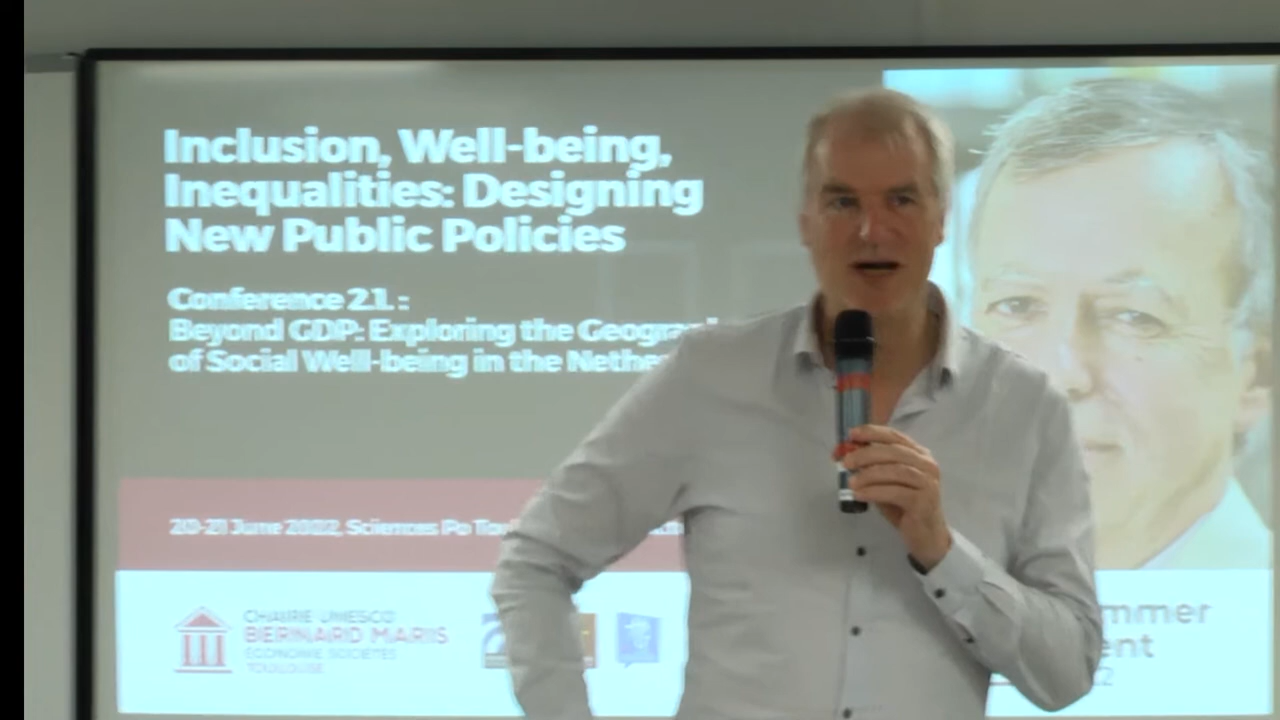 Inclusion, Well-being,
Inequalities: Designing
New Public Policies
Conference 2.1. :
Beyond GDP: Exploring the
of Social Well-being in the
20-21 June 2022, Sciences Po
CHAIRE UNESCO
BERNARD MARIS
ÉCONOMIE SOCIÉTÉS
TOULOUSE